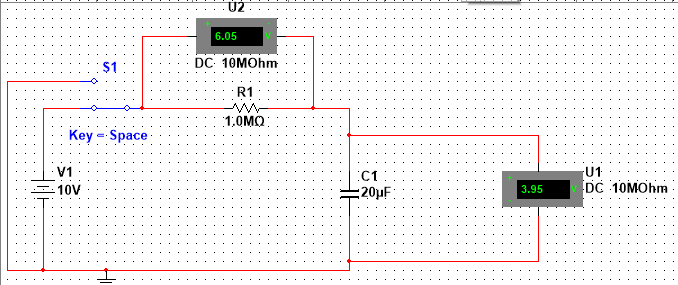 U2
6.05 V
DC 10MOhm
S1
R1
1.0MΩ
Key = Space
V1
10V
C1
20µF
U1
3.95 V
DC 10MOhm